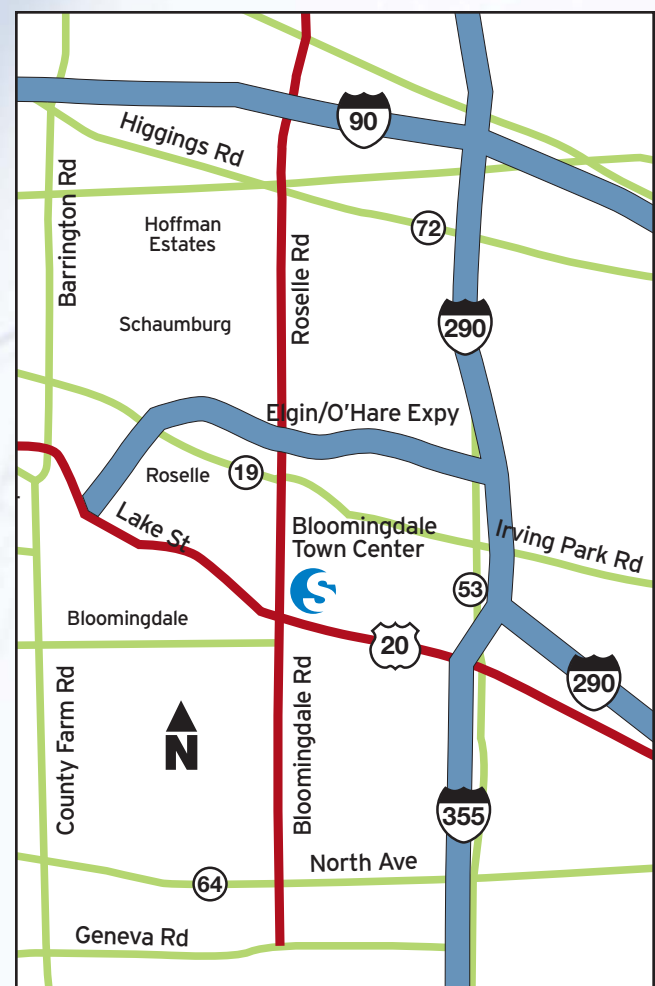 90
Higgings Rd
Barrington Rd
Hoffman
Estates
72
Roselle Rd
Schaumburg
290
Elgin/O'Hare Expy
Roselle
19
Lake St
Bloomingdale
Town Center
Irving Park Rd
S
53
Bloomingdale
20
290
County Farm Rd
N
Bloomingdale Rd
355
North Ave
64
Geneva Rd